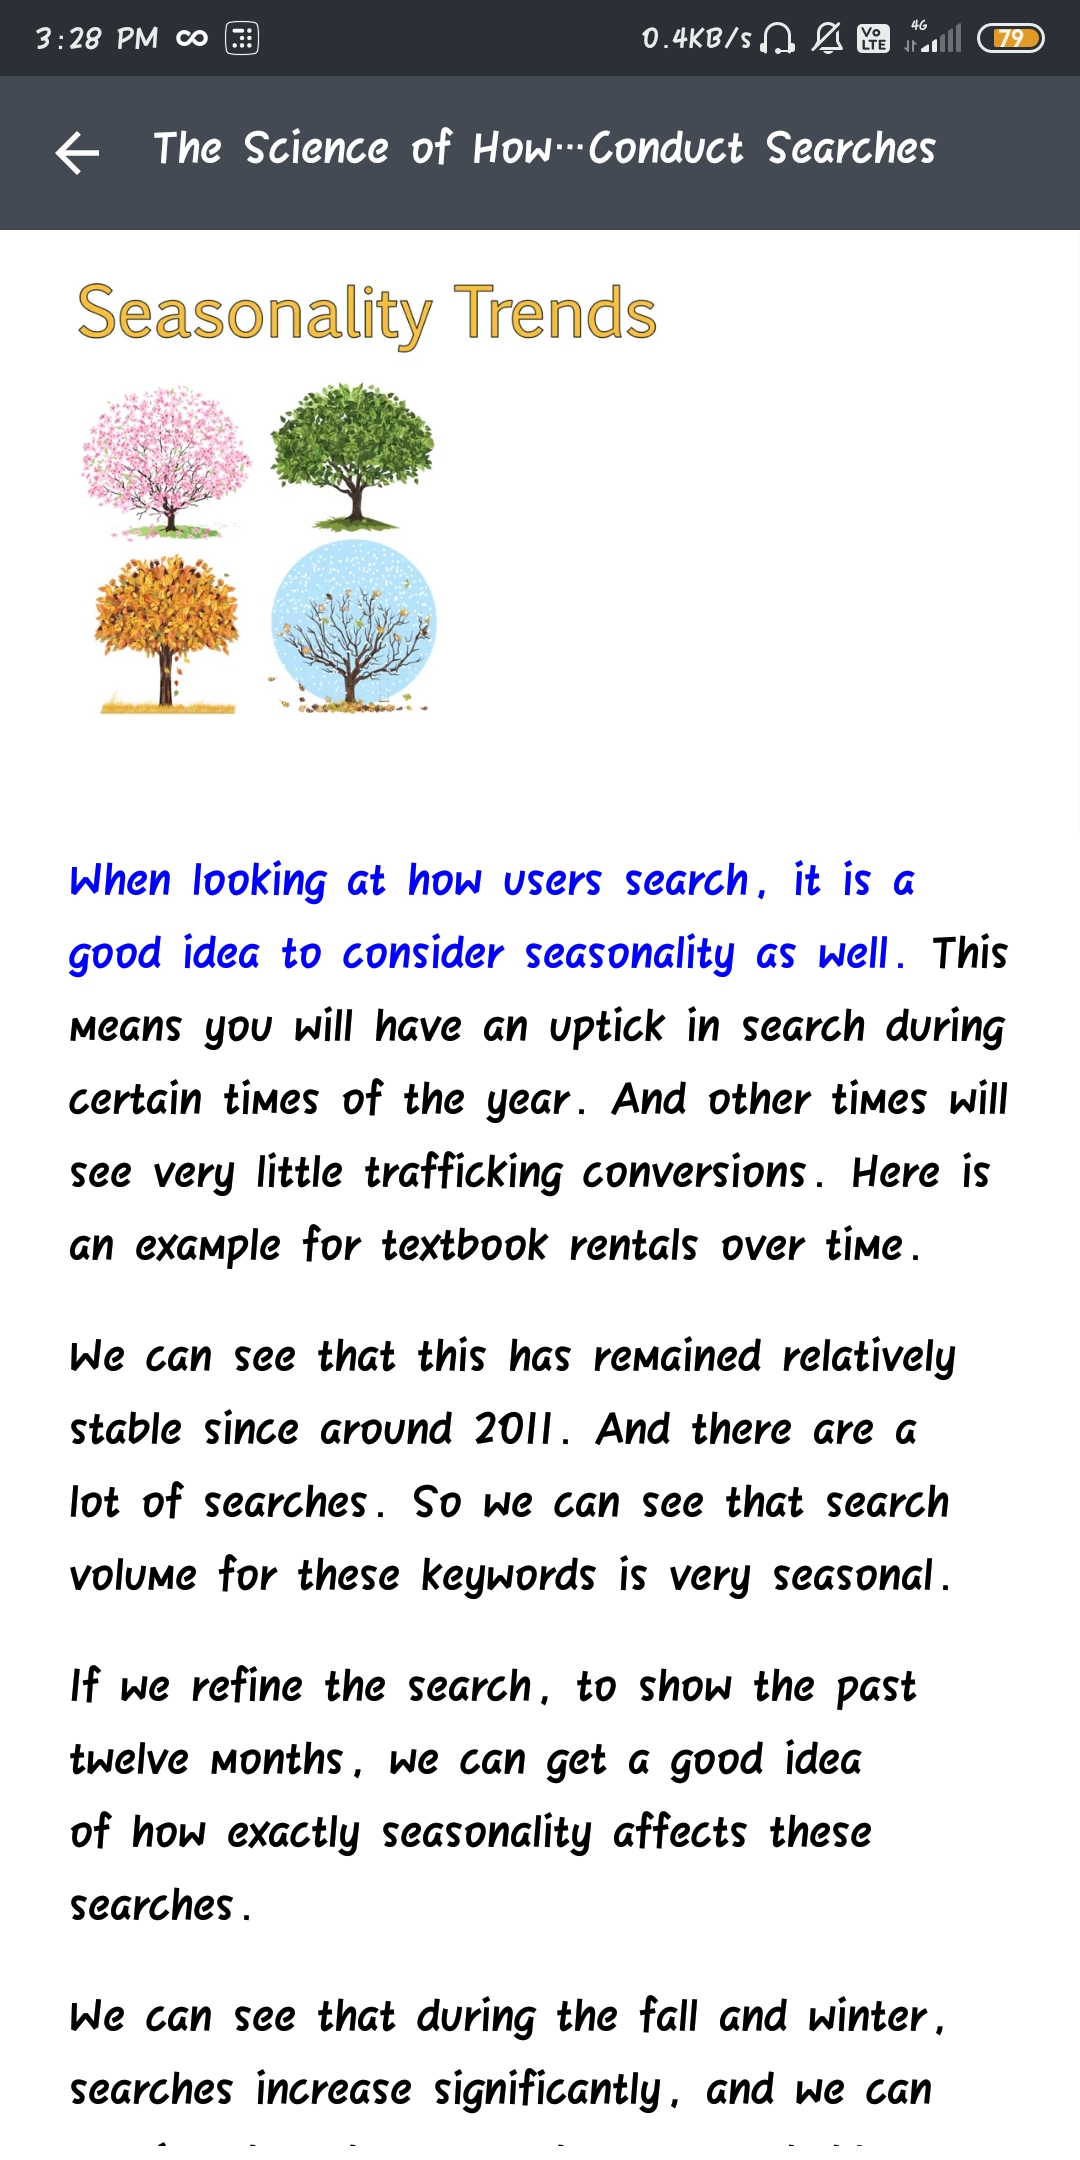 3:28 PM
0.4KB/s Vo LTE 4G 79
The Science of How…Conduct Searches
Seasonality Trends
When looking at how users search, it is a
good idea to consider seasonality as well. This
means you will have an uptick in search during
certain times of the year. And other times will
see very little trafficking conversions. Here is
an example for textbook rentals over time.
We can see that this has remained relatively
stable since around 2011. And there are a
lot of searches. So we can see that search
volume for these keywords is very seasonal.
If we refine the search, to show the past
twelve months, we can get a good idea
of how exactly seasonality affects these
searches.
We can see that during the fall and winter,
searches increase significantly, and we can